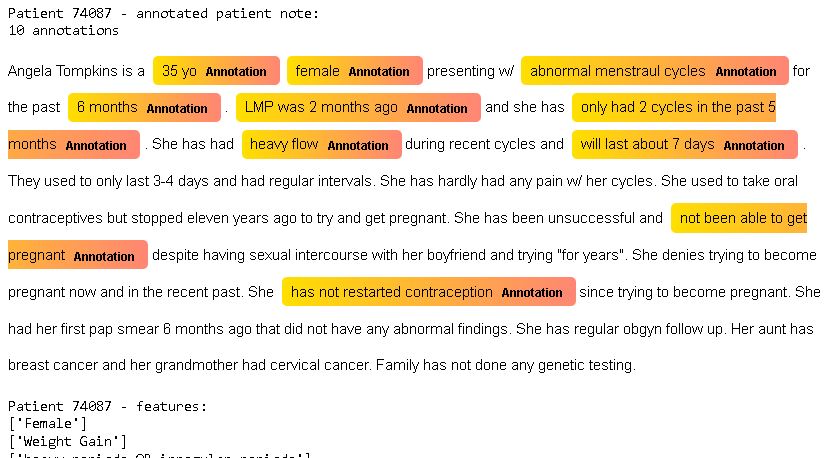 Patient 74087 - annotated patient note:
10 annotations
Angela Tompkins is a 35 yo Annotation female Annotation presenting w/ abnormal menstraul cycles Annotation for
the past 6 months Annotation . LMP was 2 months ago Annotation and she has only had 2 cycles in the past 5
months Annotation . She has had heavy flow Annotation during recent cycles and will last about 7 days Annotation .
They used to only last 3-4 days and had regular intervals. She has hardly had any pain w/ her cycles. She used to take oral
contraceptives but stopped eleven years ago to try and get pregnant. She has been unsuccessful and not been able to get
pregnant Annotation despite having sexual intercourse with her boyfriend and trying "for years". She denies trying to become
pregnant now and in the recent past. She has not restarted contraception Annotation since trying to become pregnant. She
had her first pap smear 6 months ago that did not have any abnormal findings. She has regular obgyn follow up. Her aunt has
breast cancer and her grandmother had cervical cancer. Family has not done any genetic testing.
Patient 74087 - features:
['Female']
['Weight Gain']
['heavy periods OR irregular periods']